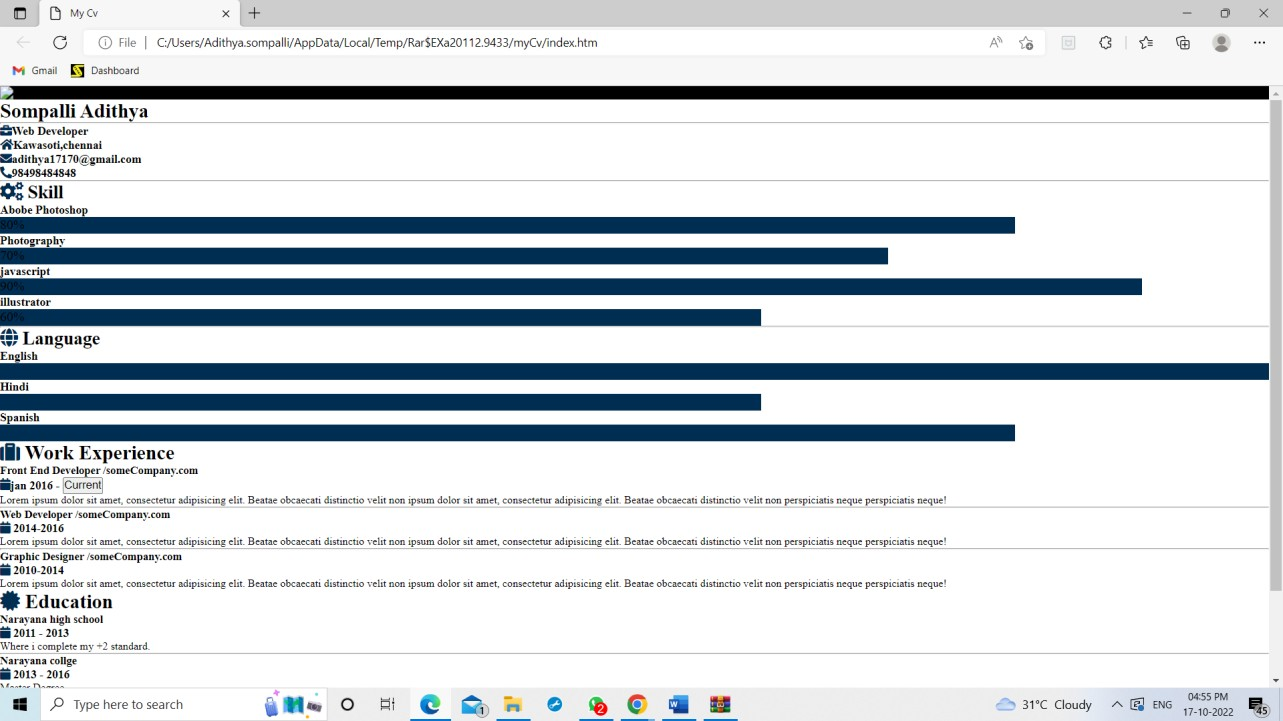 My Cv
File
C:/Users/Adithya.sompalli/AppData/Local/Temp/Rar$EXa20112.9433/myCv/index.htm
Gmail
Dashboard
Sompalli Adithya
Web Developer
Kawasoti,chennai
adithya17170@gmail.com
98498484848
Skill
Abobe Photoshop
80%
Photography
70%
javascript
90%
illustrator
60%
Language
English
Hindi
Spanish
Work Experience
Front End Developer /someCompany.com
jan 2016 - Current
Lorem ipsum dolor sit amet, consectetur adipisicing elit. Beatae obcaecati distinctio velit non ipsum dolor sit amet, consectetur adipisicing elit. Beatae obcaecati distinctio velit non perspiciatis neque perspiciatis neque!
Web Developer /someCompany.com
2014-2016
Lorem ipsum dolor sit amet, consectetur adipisicing elit. Beatae obcaecati distinctio velit non ipsum dolor sit amet, consectetur adipisicing elit. Beatae obcaecati distinctio velit non perspiciatis neque perspiciatis neque!
Graphic Designer /someCompany.com
2010-2014
Lorem ipsum dolor sit amet, consectetur adipisicing elit. Beatae obcaecati distinctio velit non ipsum dolor sit amet, consectetur adipisicing elit. Beatae obcaecati distinctio velit non perspiciatis neque perspiciatis neque!
Education
Narayana high school
2011 - 2013
Where i complete my +2 standard.
Narayana collge
2013 - 2016
Master Degree
Type here to search
1
2
31°C Cloudy
ENG
04:55 PM
17-10-2022
45